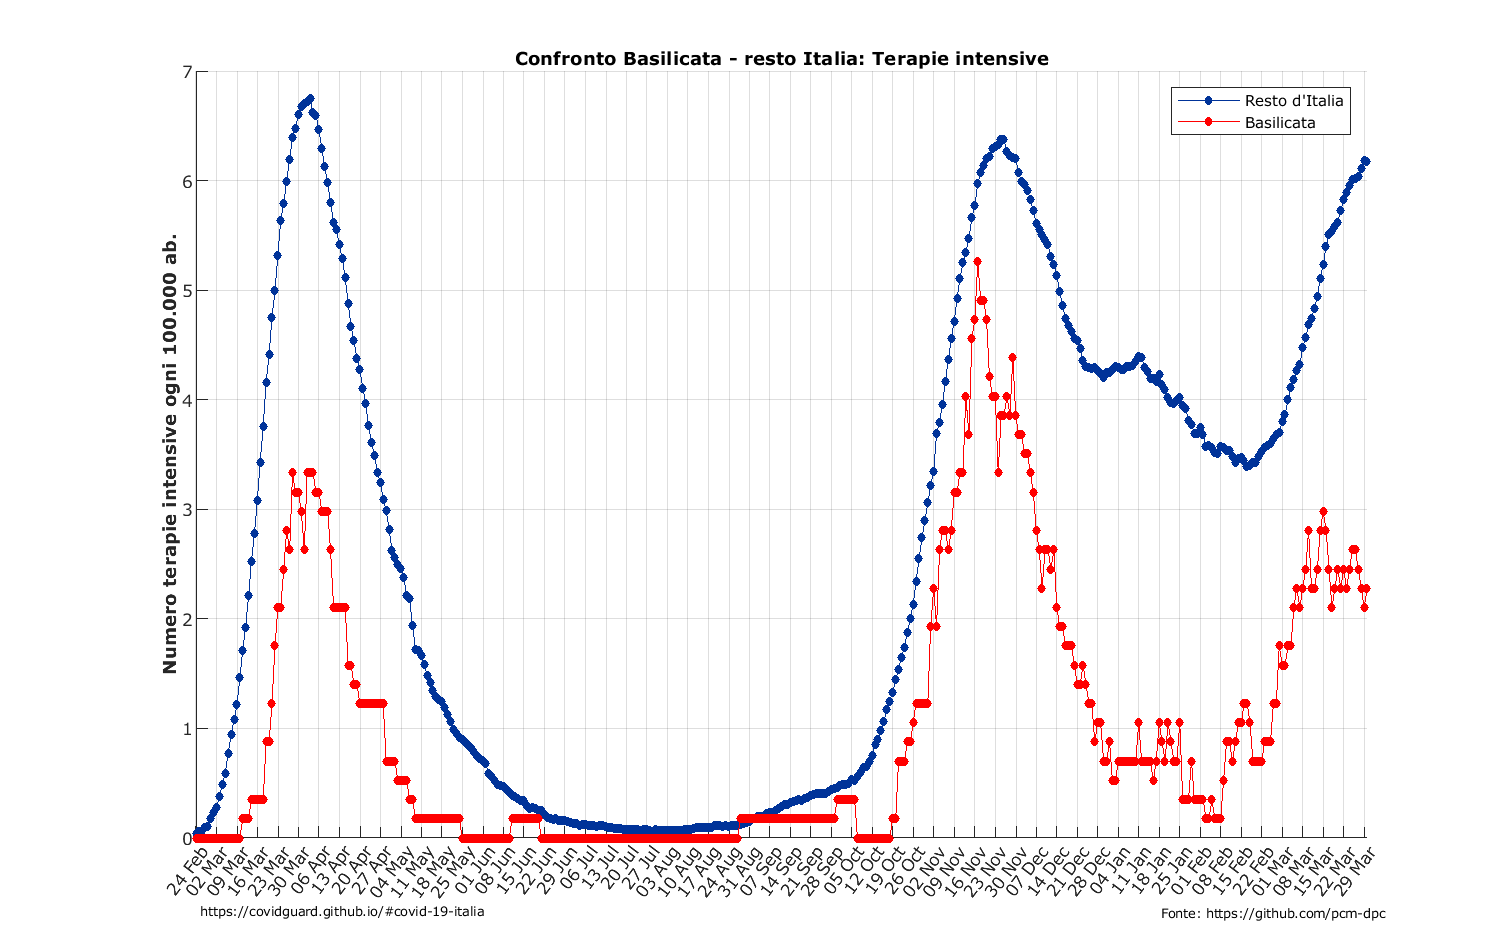 Confronto Basilicata - resto Italia: Terapie intensive
Numero terapie intensive ogni 100.000 ab.
7
6
5
4
3
2
1
0
Resto d'Italia
Basilicata
24 Feb
02 Mar
09 Mar
16 Mar
23 Mar
30 Mar
06 Apr
13 Apr
20 Apr
27 Apr
04 May
11 May
18 May
25 May
01 Jun
08 Jun
15 Jun
22 Jun
29 Jun
06 Jul
13 Jul
20 Jul
27 Jul
03 Aug
10 Aug
17 Aug
24 Aug
31 Aug
07 Sep
14 Sep
21 Sep
28 Sep
05 Oct
12 Oct
19 Oct
26 Oct
02 Nov
09 Nov
16 Nov
23 Nov
30 Nov
07 Dec
14 Dec
21 Dec
28 Dec
04 Jan
11 Jan
18 Jan
25 Jan
01 Feb
08 Feb
15 Feb
22 Feb
01 Mar
08 Mar
15 Mar
22 Mar
29 Mar
https://covidguard.github.io/#covid-19-italia
Fonte: https://github.com/pcm-dpc